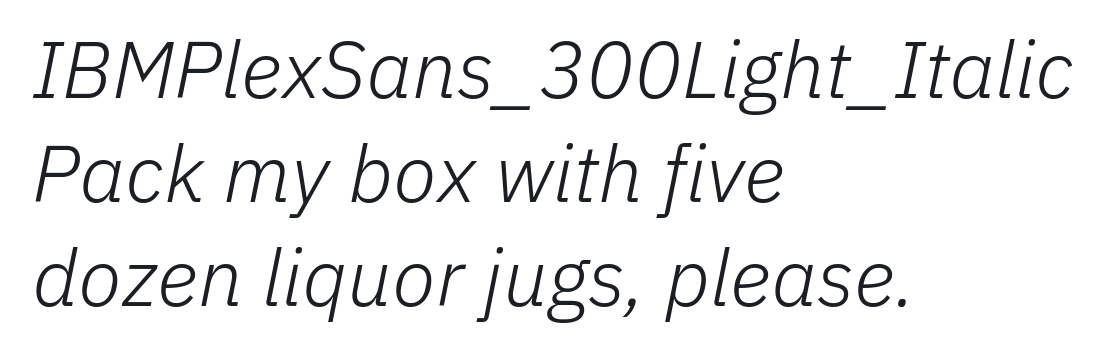 IBMPlexSans_300Light_Italic
Pack my box with five
dozen liquor jugs, please.